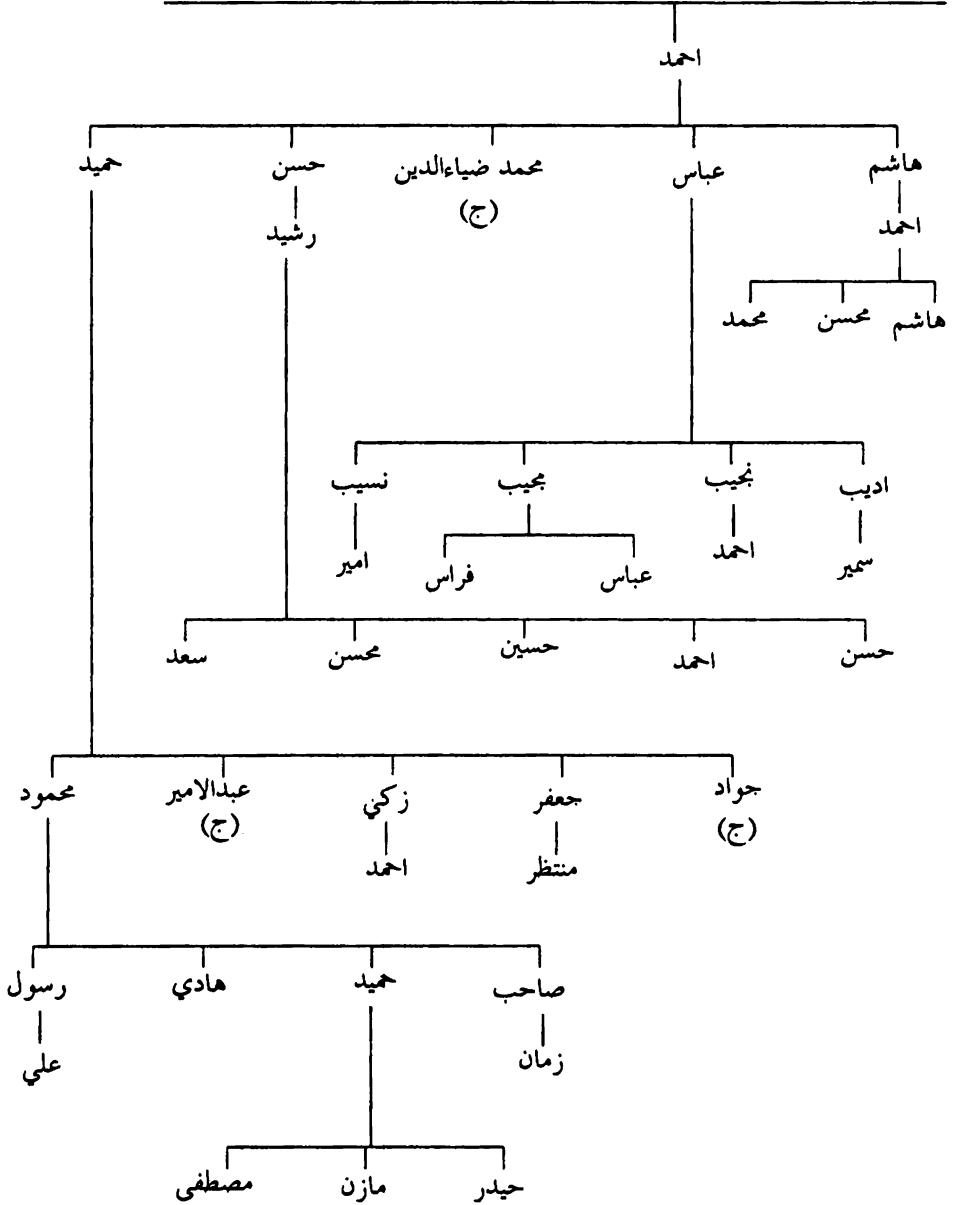 احمد
هاشم عباس محمد ضياءالدين حسن حميد
(ج)
احمد رشيد
هاشم محسن محمد
اديب نجيب مجيب نسيب
سمير احمد عباس فراس امير
حسن احمد حسين محسن سعد
جواد جعفر زكي عبدالامير محمود
(ج) (ج)
منتظر احمد
صاحب حميد هادي رسول
زمان علي
حيدر مازن مصطفى